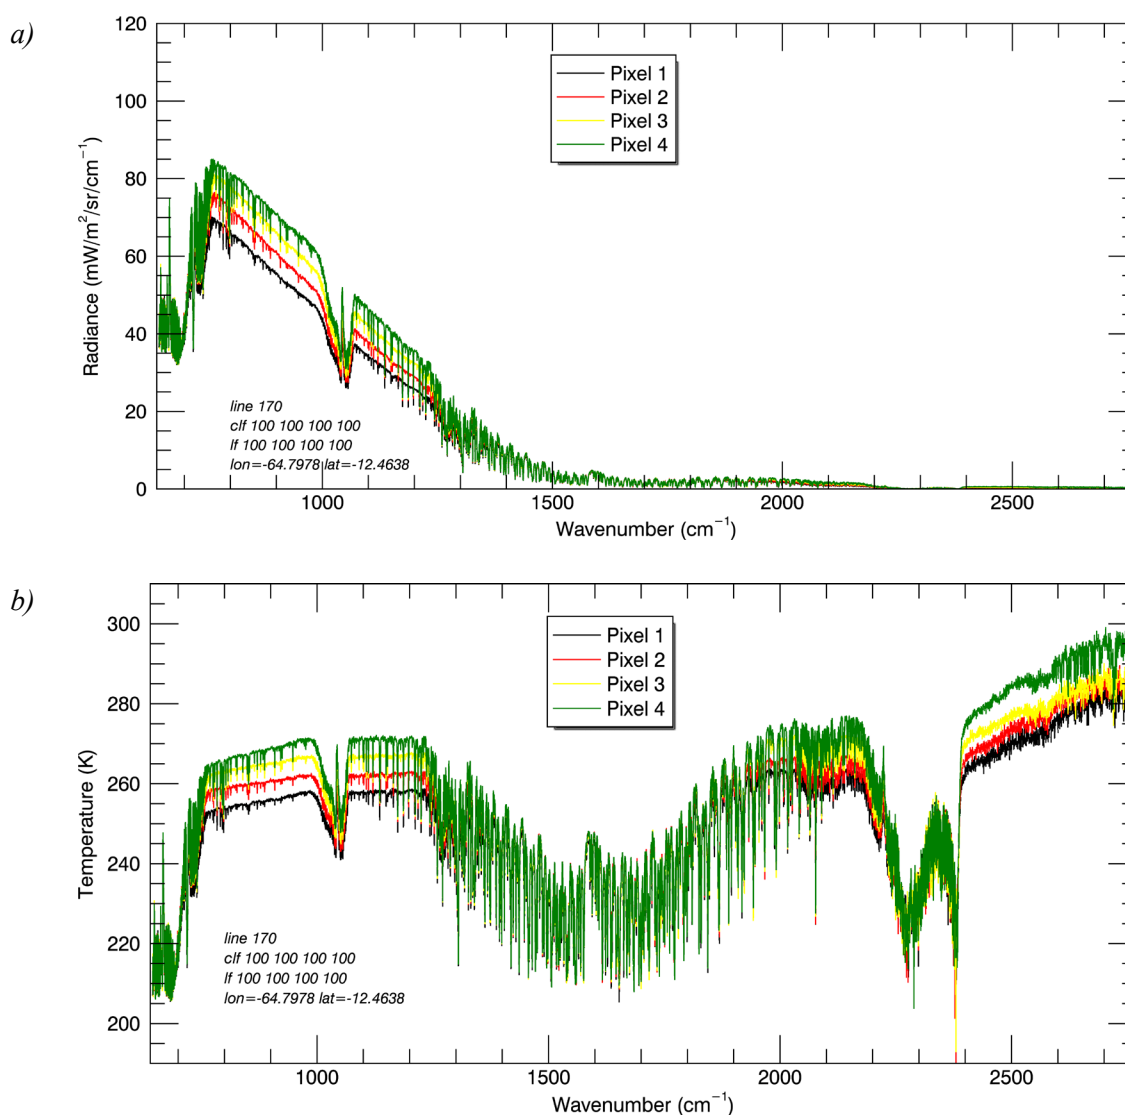 a)
120
100
80
60
40
20
0
Radiance (mW/m²/sr/cm⁻¹)
Pixel 1
Pixel 2
Pixel 3
Pixel 4
line 170
clf 100 100 100 100
lf 100 100 100 100
lon=-64.7978 lat=-12.4638
1000 1500 2000 2500
Wavenumber (cm⁻¹)
b)
300
280
260
240
220
200
Temperature (K)
Pixel 1
Pixel 2
Pixel 3
Pixel 4
line 170
clf 100 100 100 100
lf 100 100 100 100
lon=-64.7978 lat=-12.4638
1000 1500 2000 2500
Wavenumber (cm⁻¹)